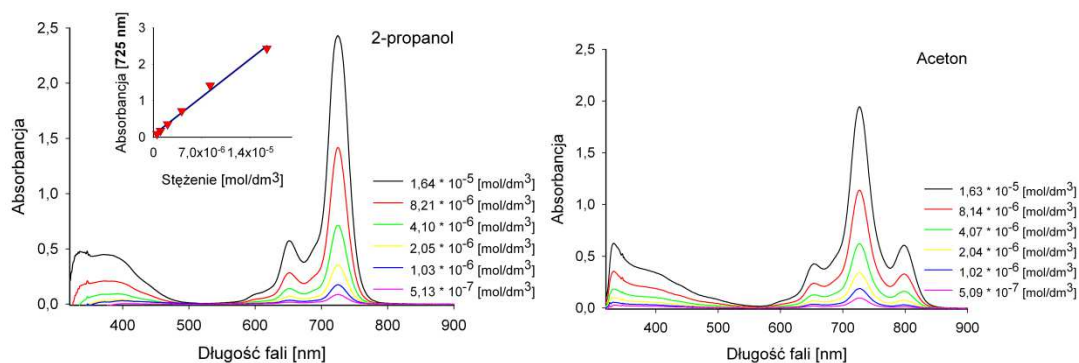 2-propanol
Absorbancja [725 nm]
3
2
1
0
0 7,0x10-6 1,4x10-5
Stężenie [mol/dm3]
Absorbancja
2,5
2,0
1,5
1,0
0,5
0,0
1,64 * 10-5 [mol/dm3]
8,21 * 10-6 [mol/dm3]
4,10 * 10-6 [mol/dm3]
2,05 * 10-6 [mol/dm3]
1,03 * 10-6 [mol/dm3]
5,13 * 10-7 [mol/dm3]
400 500 600 700 800 900
Długość fali [nm]
Aceton
Absorbancja
2,5
2,0
1,5
1,0
0,5
0,0
1,63 * 10-5 [mol/dm3]
8,14 * 10-6 [mol/dm3]
4,07 * 10-6 [mol/dm3]
2,04 * 10-6 [mol/dm3]
1,02 * 10-6 [mol/dm3]
5,09 * 10-7 [mol/dm3]
400 500 600 700 800 900
Długość fali [nm]